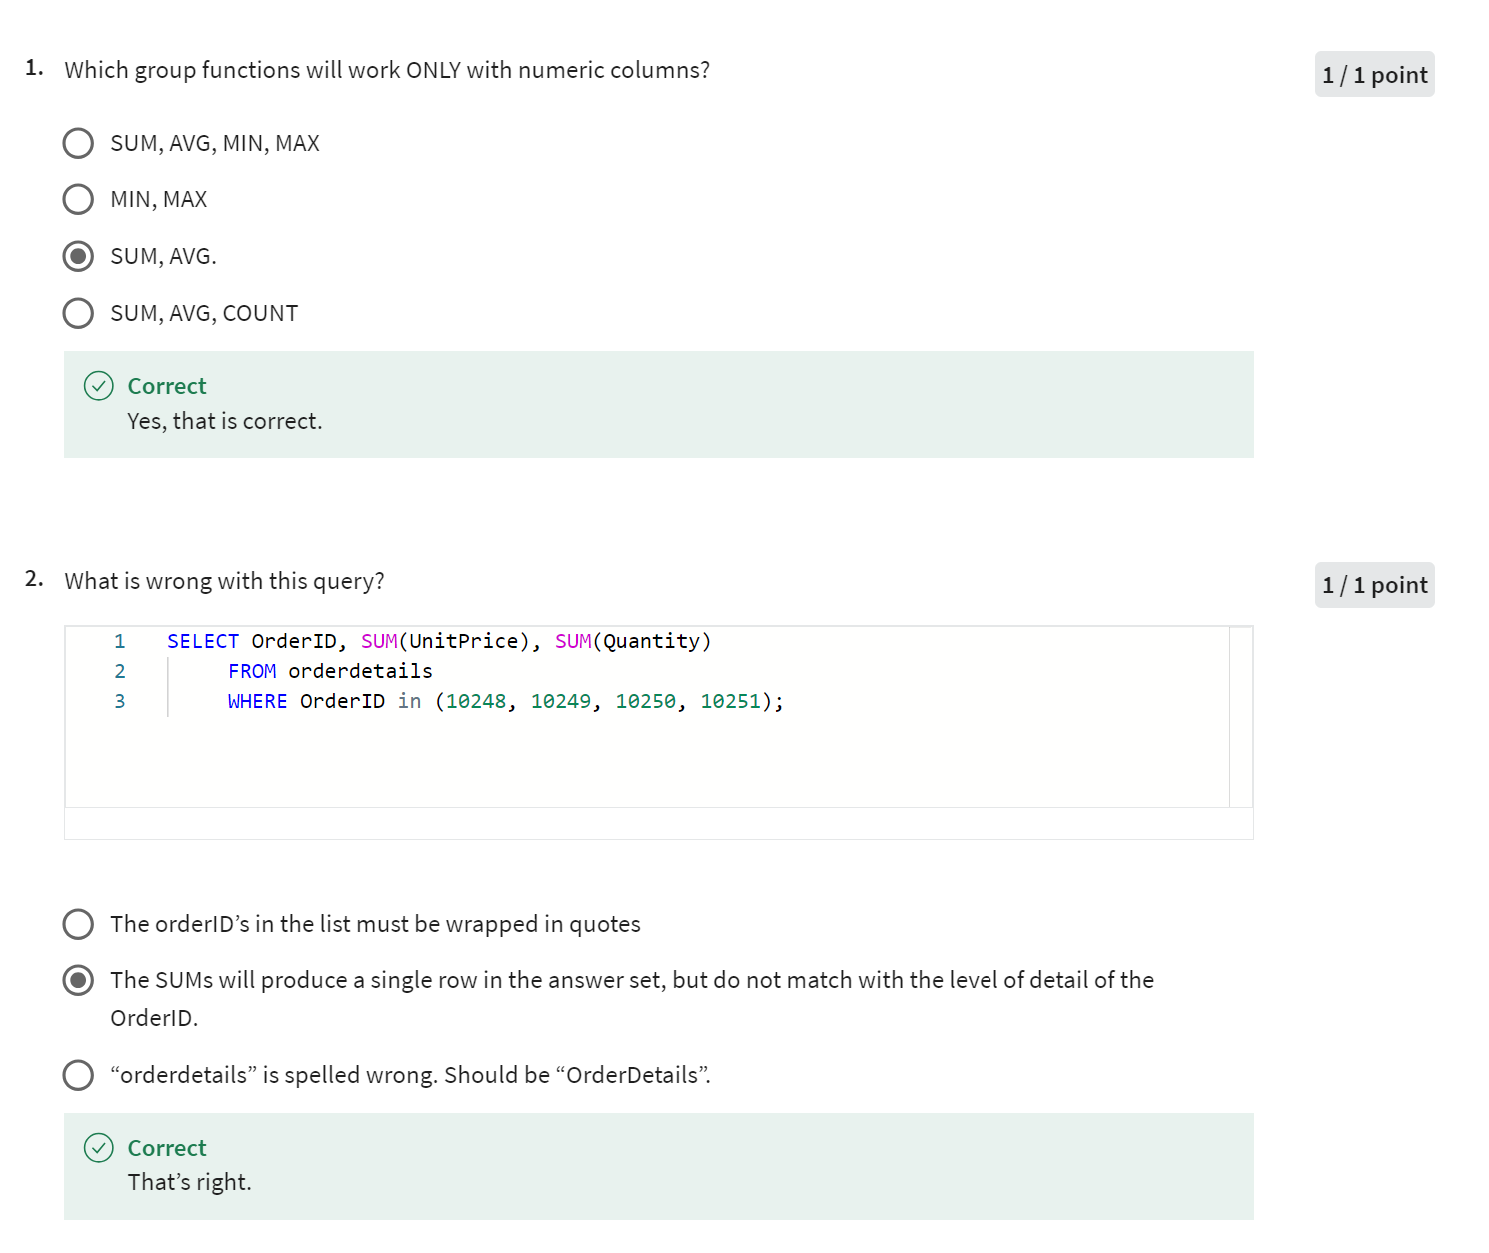 1. Which group functions will work ONLY with numeric columns?
1 / 1 point
SUM, AVG, MIN, MAX
MIN, MAX
SUM, AVG.
SUM, AVG, COUNT
Correct
Yes, that is correct.
2. What is wrong with this query?
1 / 1 point
1 SELECT OrderID, SUM(UnitPrice), SUM(Quantity)
2 FROM orderdetails
3 WHERE OrderID in (10248, 10249, 10250, 10251);
The orderID’s in the list must be wrapped in quotes
The SUMs will produce a single row in the answer set, but do not match with the level of detail of the
OrderID.
“orderdetails” is spelled wrong. Should be “OrderDetails”.
Correct
That’s right.